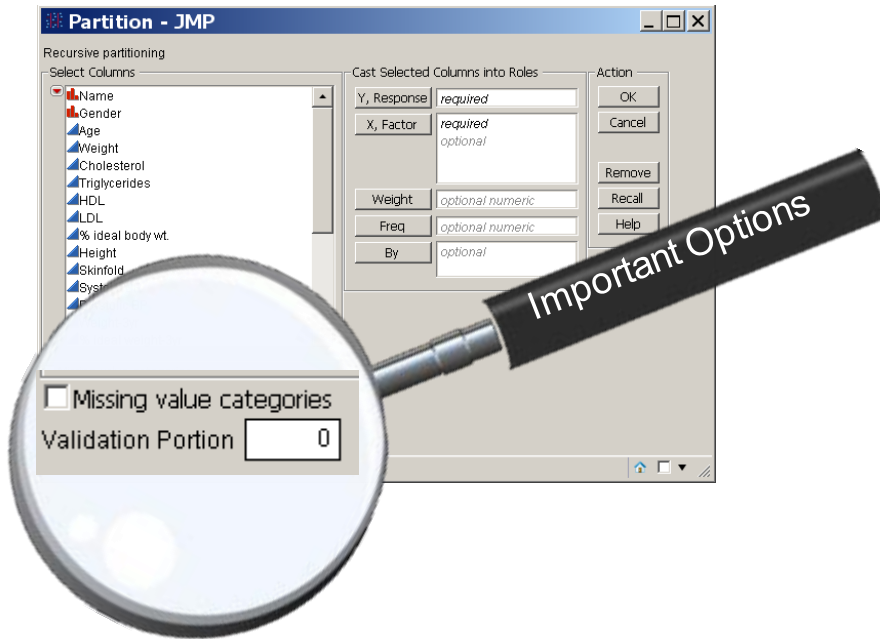 Partition - JMP
Recursive partitioning
Select Columns
Name
Gender
Age
Weight
Cholesterol
Triglycerides
HDL
LDL
% ideal body wt.
Height
Skinfold
Cast Selected Columns into Roles
Y, Response required
X, Factor required
optional
Weight optional numeric
Freq optional numeric
By optional
Action
OK
Cancel
Remove
Recall
Help
Important Options
Missing value categories
Validation Portion 0